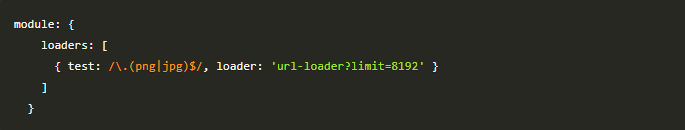 module: {
loaders: [
{ test: /\.(png|jpg)$/, loader: 'url-loader?limit=8192' }
]
}